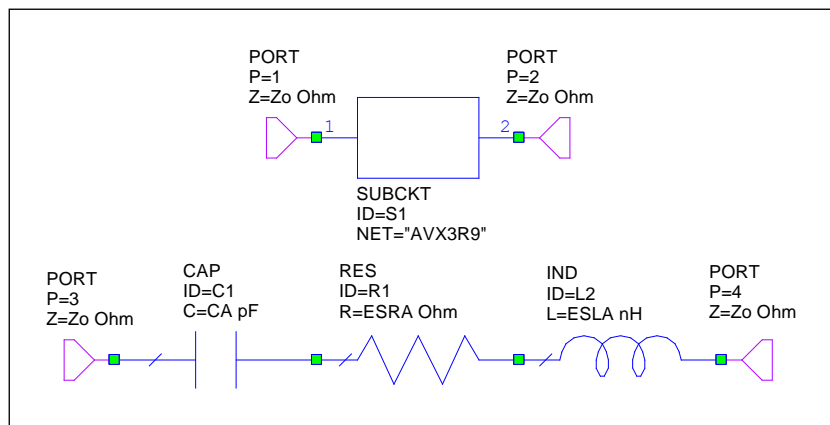 PORT
P=1
Z=Zo Ohm
PORT
P=2
Z=Zo Ohm
1
2
SUBCKT
ID=S1
NET="AVX3R9"
PORT
P=3
Z=Zo Ohm
CAP
ID=C1
C=CA pF
RES
ID=R1
R=ESRA Ohm
IND
ID=L2
L=ESLA nH
PORT
P=4
Z=Zo Ohm